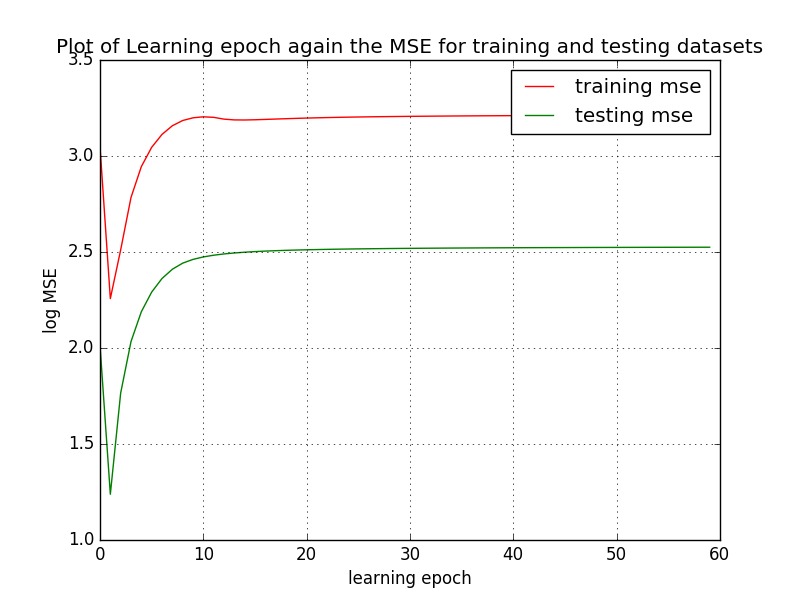 Plot of Learning epoch again the MSE for training and testing datasets
training mse
testing mse
3.5
3.0
2.5
2.0
1.5
1.0
log MSE
0 10 20 30 40 50 60
learning epoch